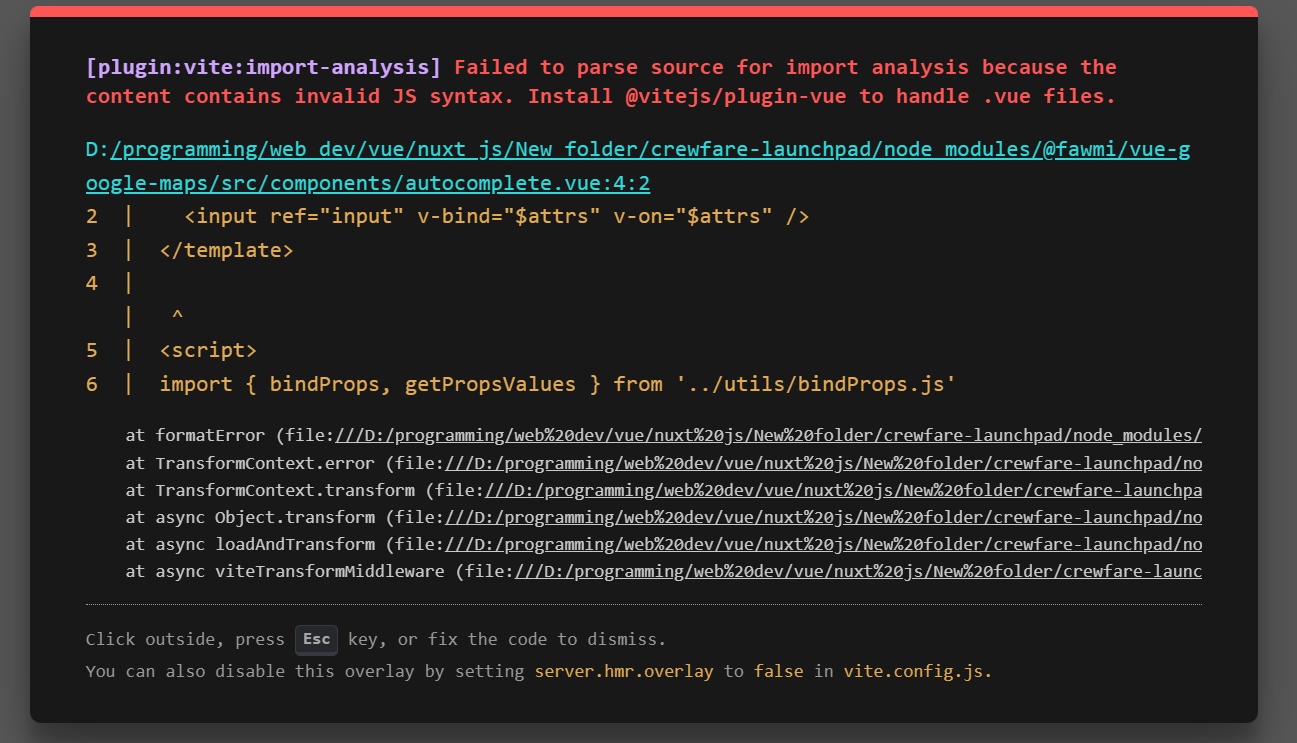 [plugin:vite:import-analysis] Failed to parse source for import analysis because the
content contains invalid JS syntax. Install @vitejs/plugin-vue to handle .vue files.
D:/programming/web dev/vue/nuxt js/New folder/crewfare-launchpad/node_modules/@fawmi/vue-g
oogle-maps/src/components/autocomplete.vue:4:2
2  |    <input ref="input" v-bind="$attrs" v-on="$attrs" />
3  |  </template>
4  |
   |   ^
5  |  <script>
6  |  import { bindProps, getPropsValues } from '../utils/bindProps.js'
at formatError (file:///D:/programming/web%20dev/vue/nuxt%20js/New%20folder/crewfare-launchpad/node_modules/
at TransformContext.error (file:///D:/programming/web%20dev/vue/nuxt%20js/New%20folder/crewfare-launchpad/no
at TransformContext.transform (file:///D:/programming/web%20dev/vue/nuxt%20js/New%20folder/crewfare-launchpa
at async Object.transform (file:///D:/programming/web%20dev/vue/nuxt%20js/New%20folder/crewfare-launchpad/no
at async loadAndTransform (file:///D:/programming/web%20dev/vue/nuxt%20js/New%20folder/crewfare-launchpad/no
at async viteTransformMiddleware (file:///D:/programming/web%20dev/vue/nuxt%20js/New%20folder/crewfare-launc
Click outside, press Esc key, or fix the code to dismiss.
You can also disable this overlay by setting server.hmr.overlay to false in vite.config.js.